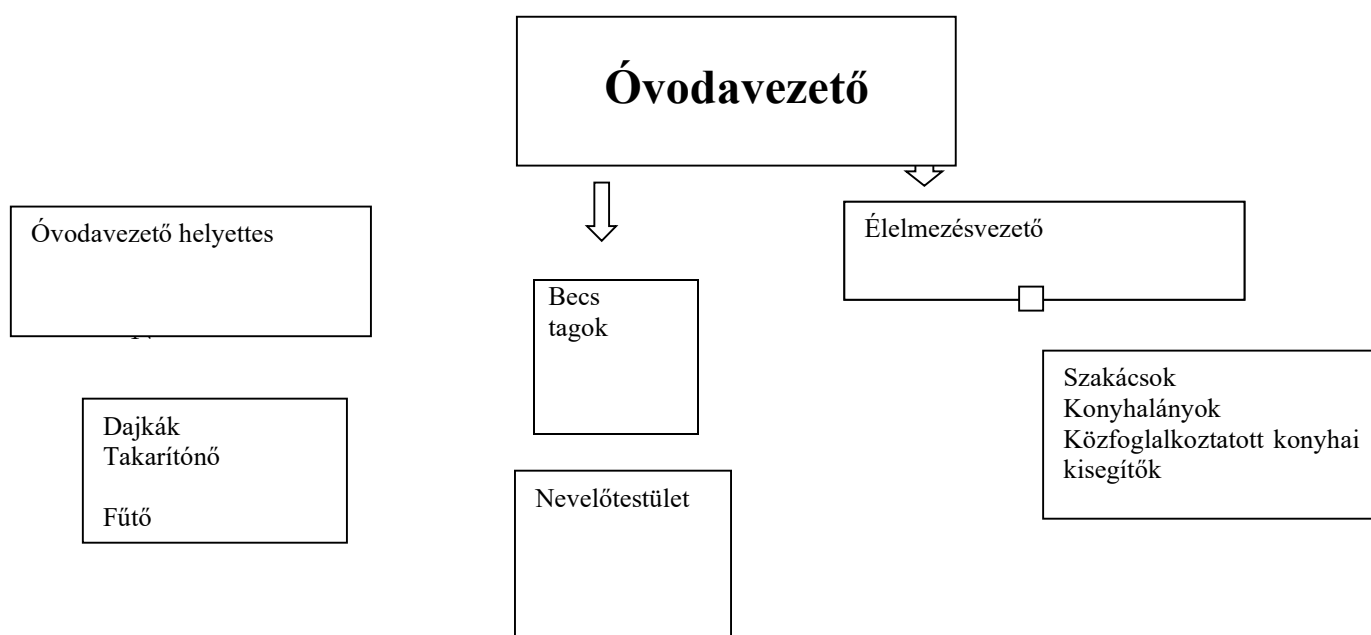 Óvodavezető
Óvodavezető helyettes
Élelmezésvezető
Becs
tagok
Dajkák
Takarítónő
Fűtő
Nevelőtestület
Szakácsok
Konyhalányok
Közfoglalkoztatott konyhai
kisegítők